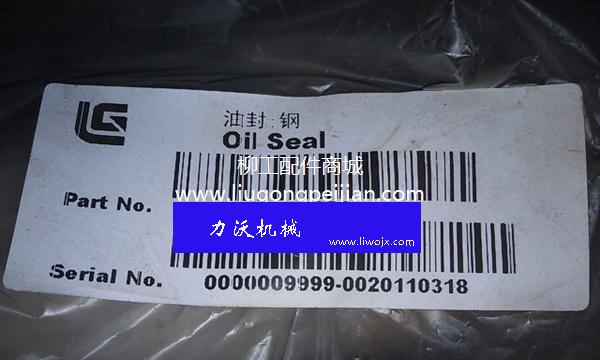 LG
油封;钢
Oil Seal
柳工配件商城
Part No.
www.liugongpeijian.com
力沃机械
www.liwojx.com
Serial No.
0000009999-0020110318